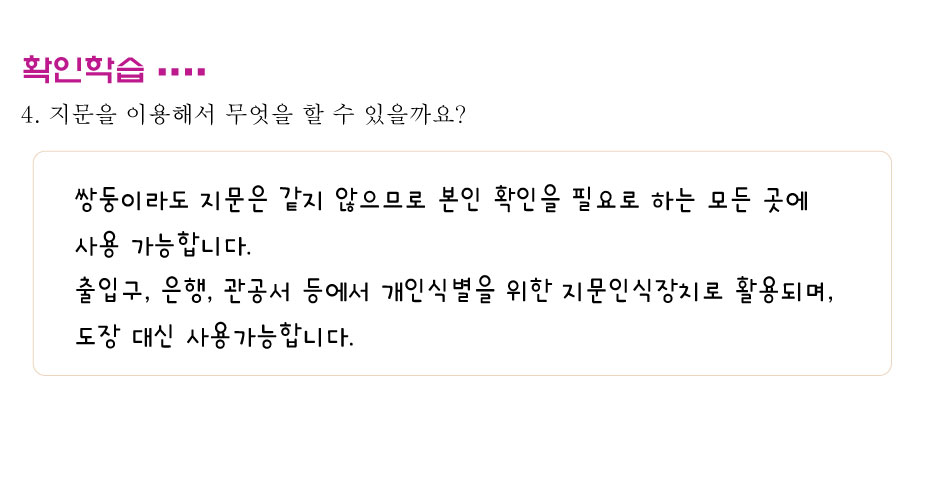 확인학습 ▪▪▪▪
4. 지문을 이용해서 무엇을 할 수 있을까요?
쌍둥이라도 지문은 같지 않으므로 본인 확인을 필요로 하는 모든 곳에
사용 가능합니다.
출입구, 은행, 관공서 등에서 개인식별을 위한 지문인식장치로 활용되며,
도장 대신 사용가능합니다.